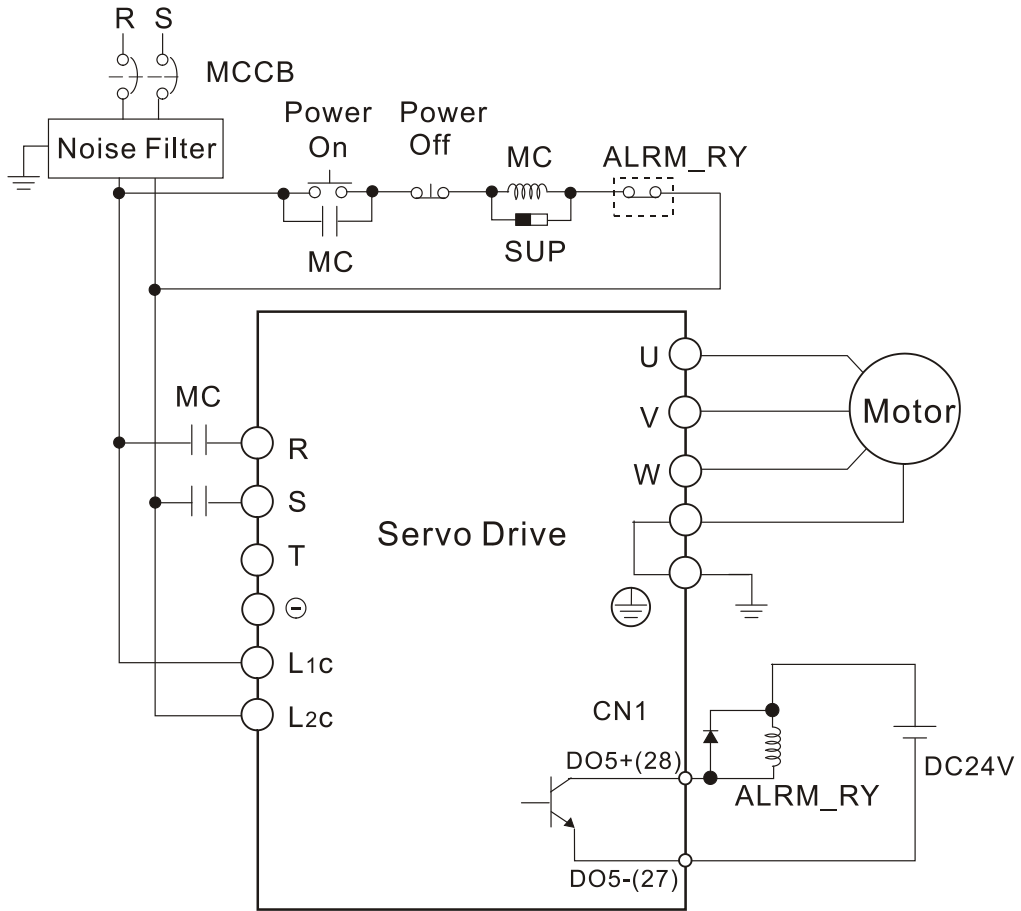 R S
MCCB
Noise Filter
Power
On
Power
Off
MC
ALRM_RY
MC
SUP
MC
R
S
T
⊖
L1c
L2c
Servo Drive
U
V
W
Motor
CN1
DO5+(28)
DO5-(27)
ALRM_RY
DC24V